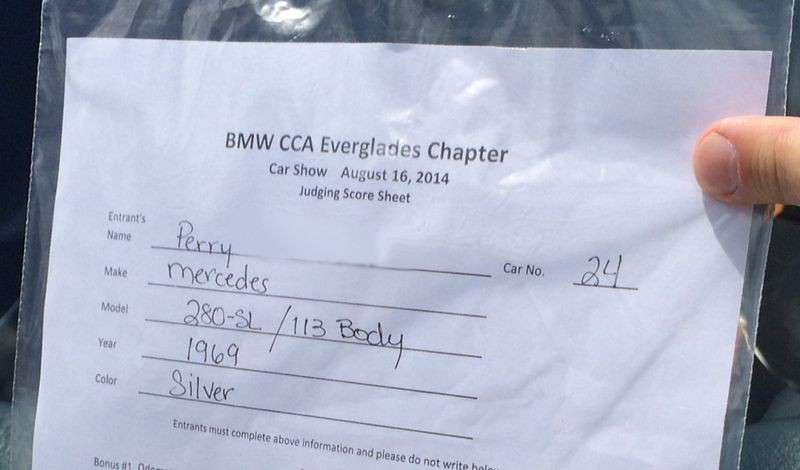 BMW CCA Everglades Chapter
Car Show August 16, 2014
Judging Score Sheet
Entrant's
Name Perry Car No. 24
Make mercedes
Model 280-SL / 113 Body
Year 1969
Color Silver
Entrants must complete above information and please do not write
Bonus #1